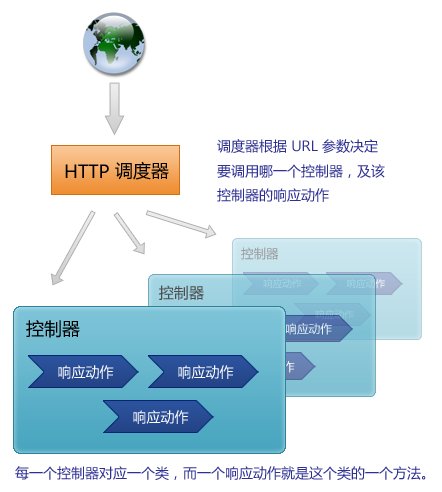 HTTP 调度器
调度器根据 URL 参数决定
要调用哪一个控制器，及该
控制器的响应动作
控制器
响应动作
响应动作
响应动作
控制器
响应动作
动作
控制器
响应动作
响应动作
响应动作
每一个控制器对应一个类，而一个响应动作就是这个类的一个方法。